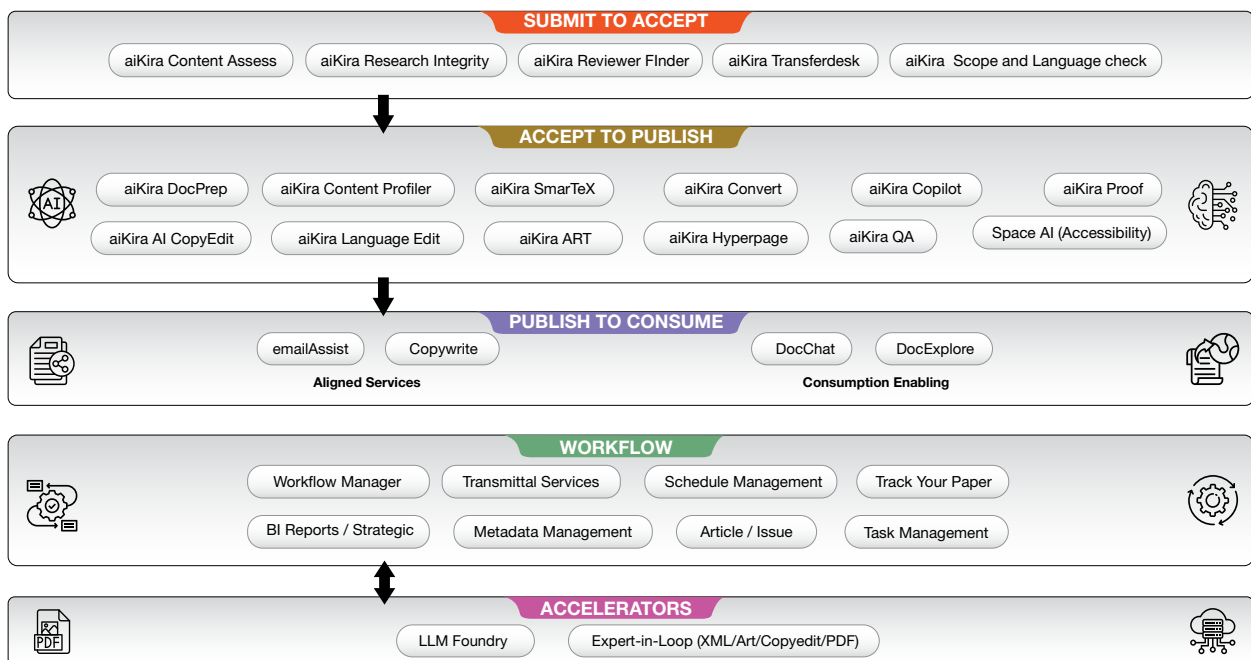 SUBMIT TO ACCEPT
aiKira Content Assess
aiKira Research Integrity
aiKira Reviewer FInder
aiKira Transferdesk
aiKira Scope and Language check
ACCEPT TO PUBLISH
AI
aiKira DocPrep
aiKira Content Profiler
aiKira SmarTeX
aiKira Convert
aiKira Copilot
aiKira Proof
aiKira AI CopyEdit
aiKira Language Edit
aiKira ART
aiKira Hyperpage
aiKira QA
Space AI (Accessibility)
PUBLISH TO CONSUME
emailAssist
Copywrite
DocChat
DocExplore
Aligned Services
Consumption Enabling
WORKFLOW
Workflow Manager
Transmittal Services
Schedule Management
Track Your Paper
BI Reports / Strategic
Metadata Management
Article / Issue
Task Management
ACCELERATORS
PDF
LLM Foundry
Expert-in-Loop (XML/Art/Copyedit/PDF)